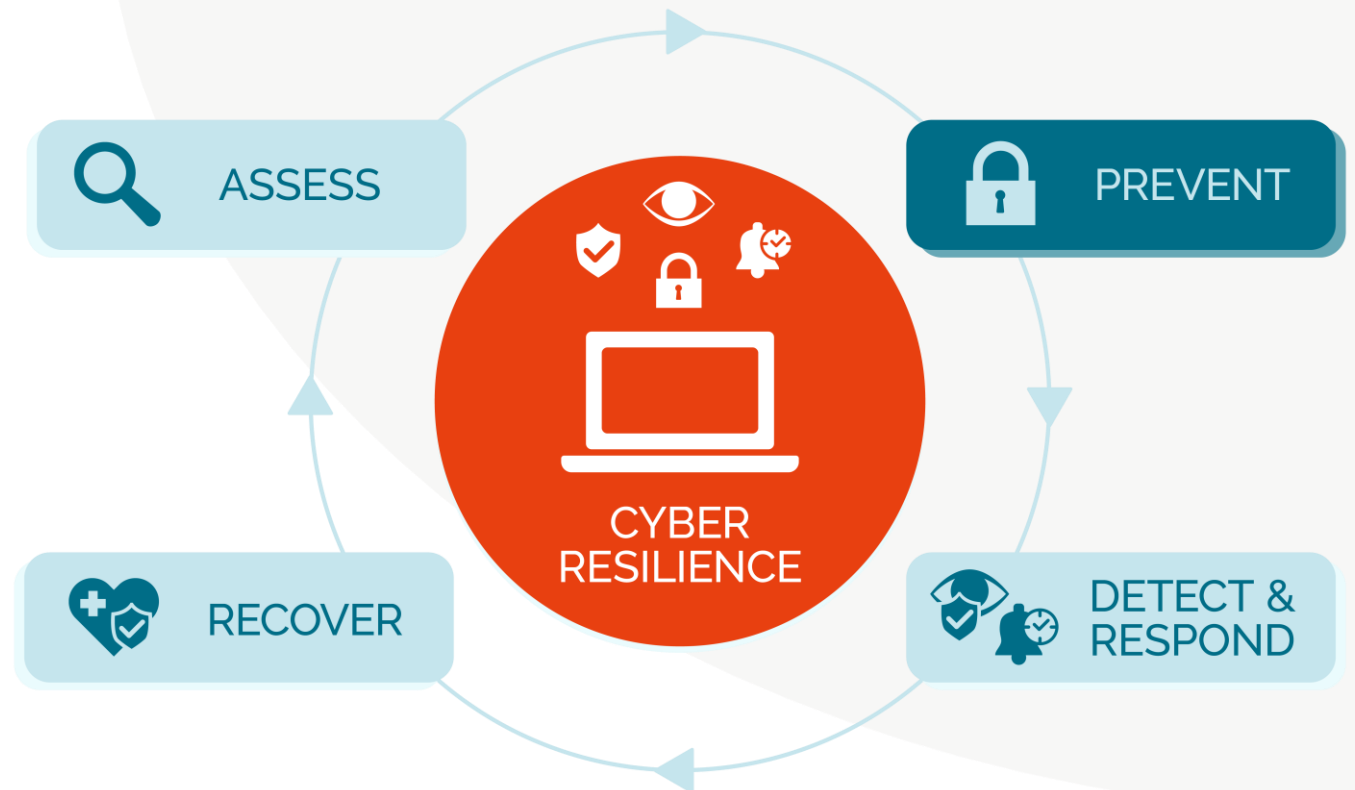 ASSESS
PREVENT
CYBER
RESILIENCE
RECOVER
DETECT &
RESPOND